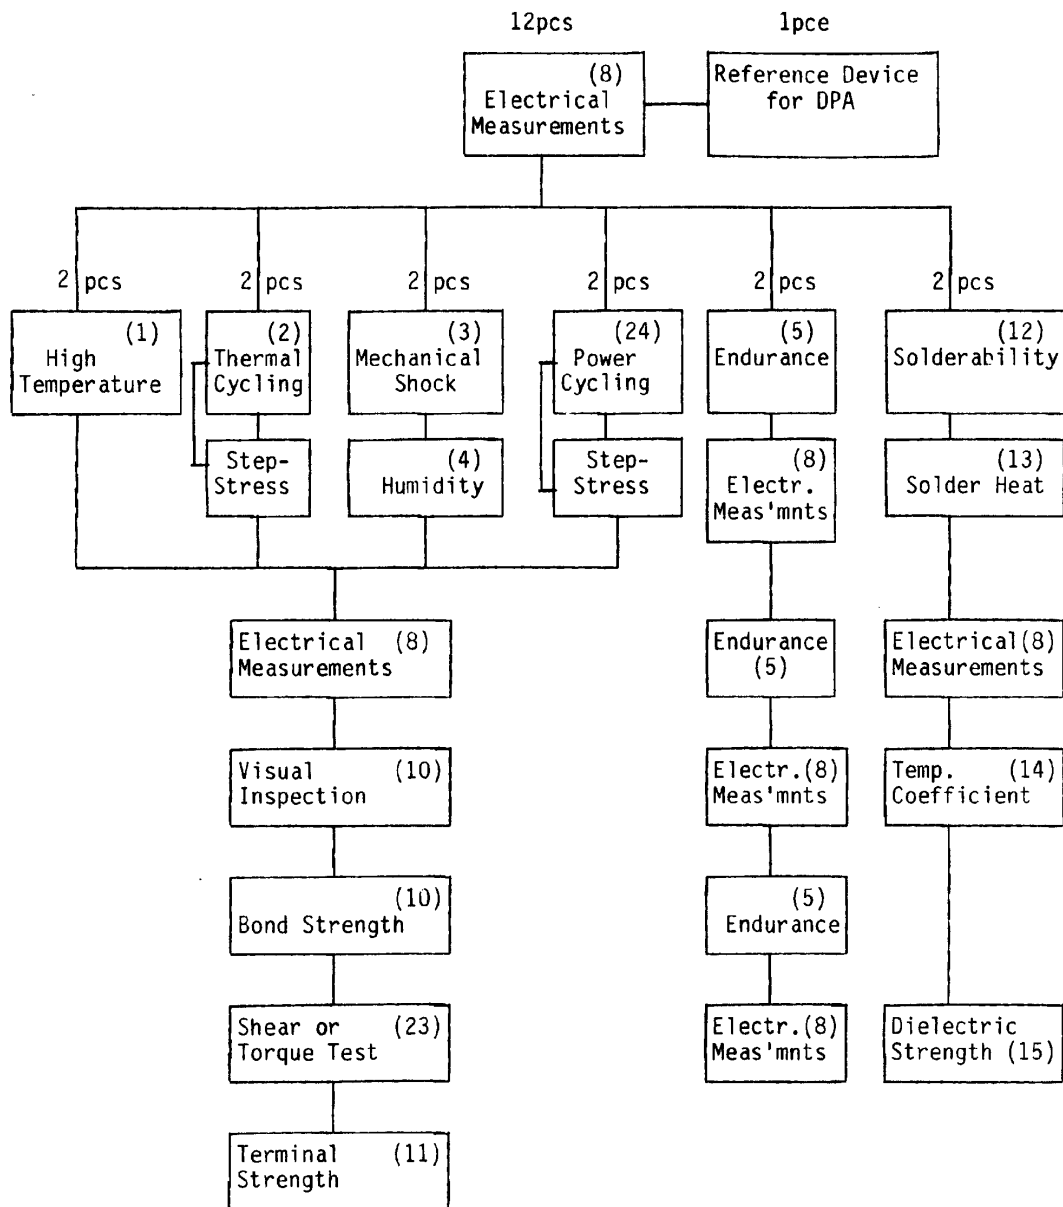 12pcs
1pce
(8)
Electrical
Measurements
Reference Device
for DPA
2 pcs
2 pcs
2 pcs
2 pcs
2 pcs
2 pcs
(1)
High
Temperature
(2)
Thermal
Cycling
(3)
Mechanical
Shock
(24)
Power
Cycling
(5)
Endurance
(12)
Solderability
Step-
Stress
(4)
Humidity
Step-
Stress
(8)
Electr.
Meas'mnts
(13)
Solder Heat
Electrical (8)
Measurements
Endurance
(5)
Electrical(8)
Measurements
Visual (10)
Inspection
Electr.(8)
Meas'mnts
Temp. (14)
Coefficient
(10)
Bond Strength
(5)
Endurance
Shear or (23)
Torque Test
Electr.(8)
Meas'mnts
Dielectric
Strength (15)
Terminal (11)
Strength